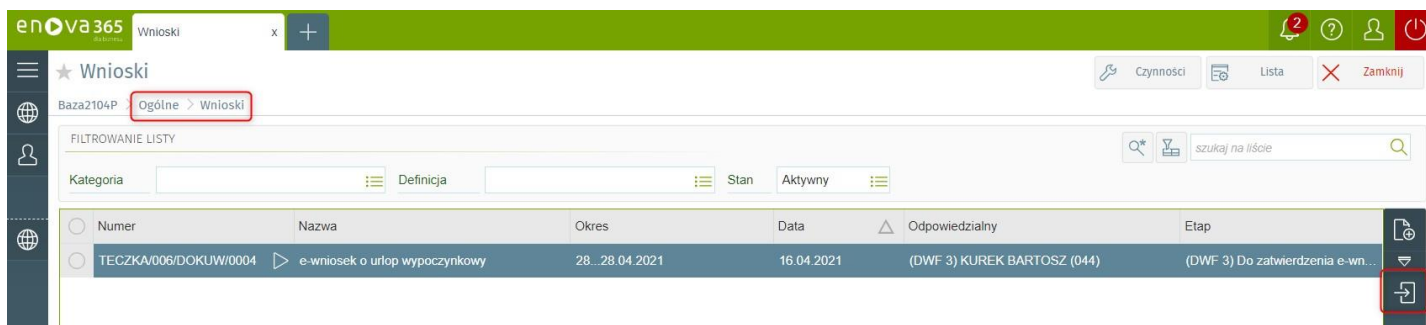 enova365 Wnioski x
dla biznesu
2
Wnioski
Czynności Lista Zamknij
Baza2104P Ogólne Wnioski
FILTROWANIE LISTY
szukaj na liście
Kategoria Definicja Stan Aktywny
Numer Nazwa Okres Data Odpowiedzialny Etap
TECZKA/006/DOKUW/0004 e-wniosek o urlop wypoczynkowy 28...28.04.2021 16.04.2021 (DWF 3) KUREK BARTOSZ (044) (DWF 3) Do zatwierdzenia e-wn...